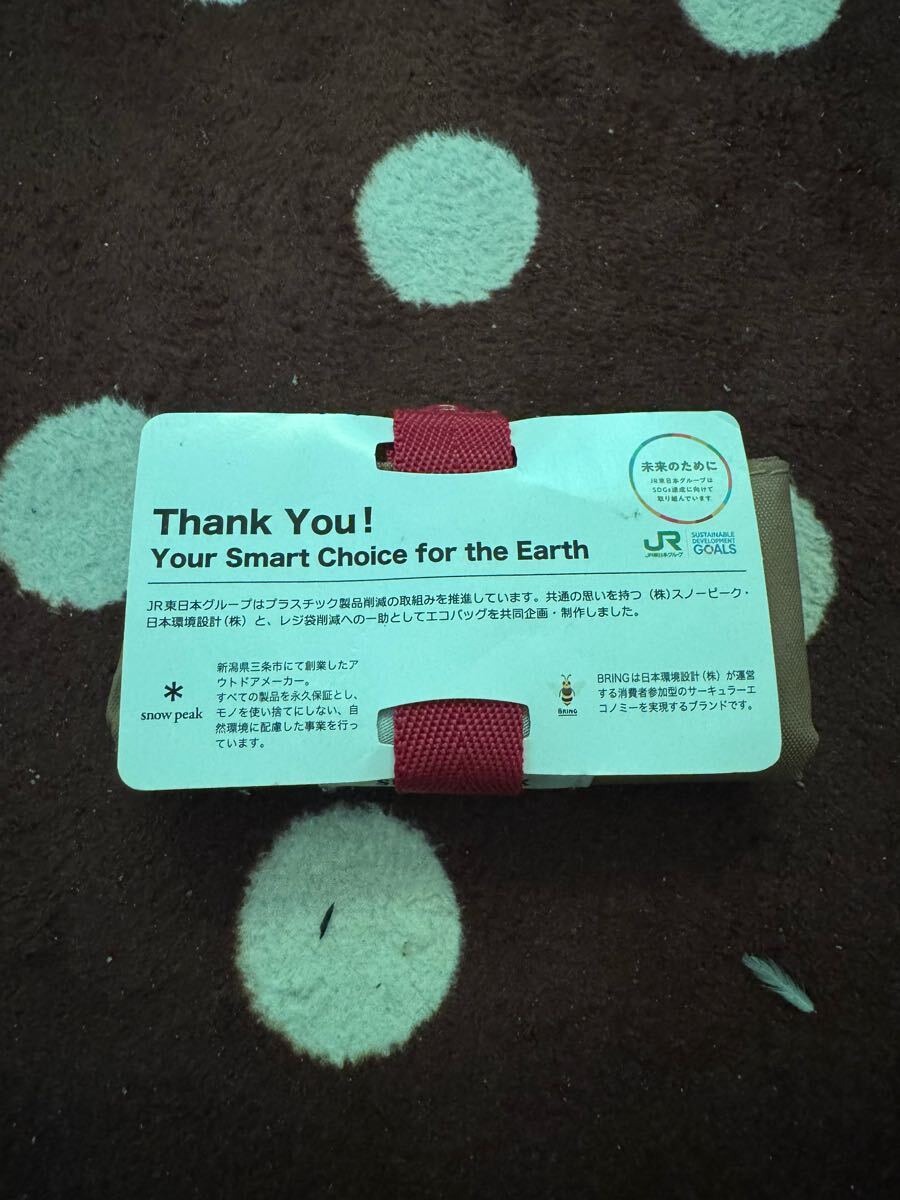 未来のために
JR東日本グループは
SDGs達成に向けて
取り組んでいます
JR
JR東日本グループ
SUSTAINABLE
DEVELOPMENT
GOALS
Thank You!
Your Smart Choice for the Earth
JR東日本グループはプラスチック製品削減の取組みを推進しています。共通の思いを持つ(株)スノーピーク・
日本環境設計(株)と、レジ袋削減への一助としてエコバッグを共同企画・制作しました。
snow peak
新潟県三条市にて創業したア
ウトドアメーカー。
すべての製品を永久保証とし、
モノを使い捨てにしない、自
然環境に配慮した事業を行っ
ています。
BRING
BRINGは日本環境設計(株)が運営
する消費者参加型のサーキュラーエ
コノミーを実現するブランドです。